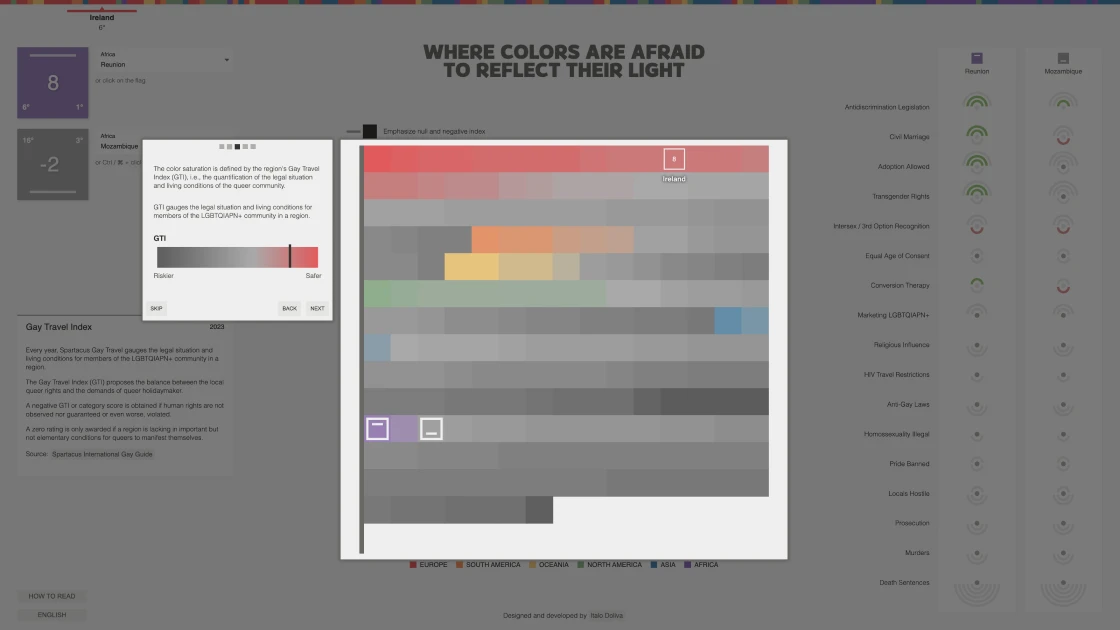 Ireland
6°
8
6°
1°
Africa
Reunion
or click on the flag
WHERE COLORS ARE AFRAID
TO REFLECT THEIR LIGHT
Reunion
Mozambique
Emphasize null and negative index
3°
-2
Africa
Mozambique
or Ctrl / ⌘ + click
The color saturation is defined by the region's Gay Travel
Index (GTI), i.e., the quantification of the legal situation
and living conditions of the queer community.
GTI gauges the legal situation and living conditions for
members of the LGBTQIAPN+ community in a region.
GTI
Riskier
Safer
SKIP
BACK
NEXT
8
Ireland
Antidiscrimination Legislation
Civil Marriage
Adoption Allowed
Transgender Rights
Intersex / 3rd Option Recognition
Equal Age of Consent
Conversion Therapy
Marketing LGBTQIAPN+
Religious Influence
HIV Travel Restrictions
Anti-Gay Laws
Homosexuality Illegal
Pride Banned
Locals Hostile
Prosecution
Murders
Death Sentences
Gay Travel Index
2023
Every year, Spartacus Gay Travel gauges the legal situation and
living conditions for members of the LGBTQIAPN+ community in a
region.
The Gay Travel Index (GTI) proposes the balance between the local
queer rights and the demands of queer holidaymaker.
A negative GTI or category score is obtained if human rights are not
observed nor guaranteed or even worse, violated.
A zero rating is only awarded if a region is lacking in important but
not elementary conditions for queers to manifest themselves.
Source: Spartacus International Gay Guide
EUROPE
SOUTH AMERICA
OCEANIA
NORTH AMERICA
ASIA
AFRICA
HOW TO READ
ENGLISH
Designed and developed by Italo Doliva